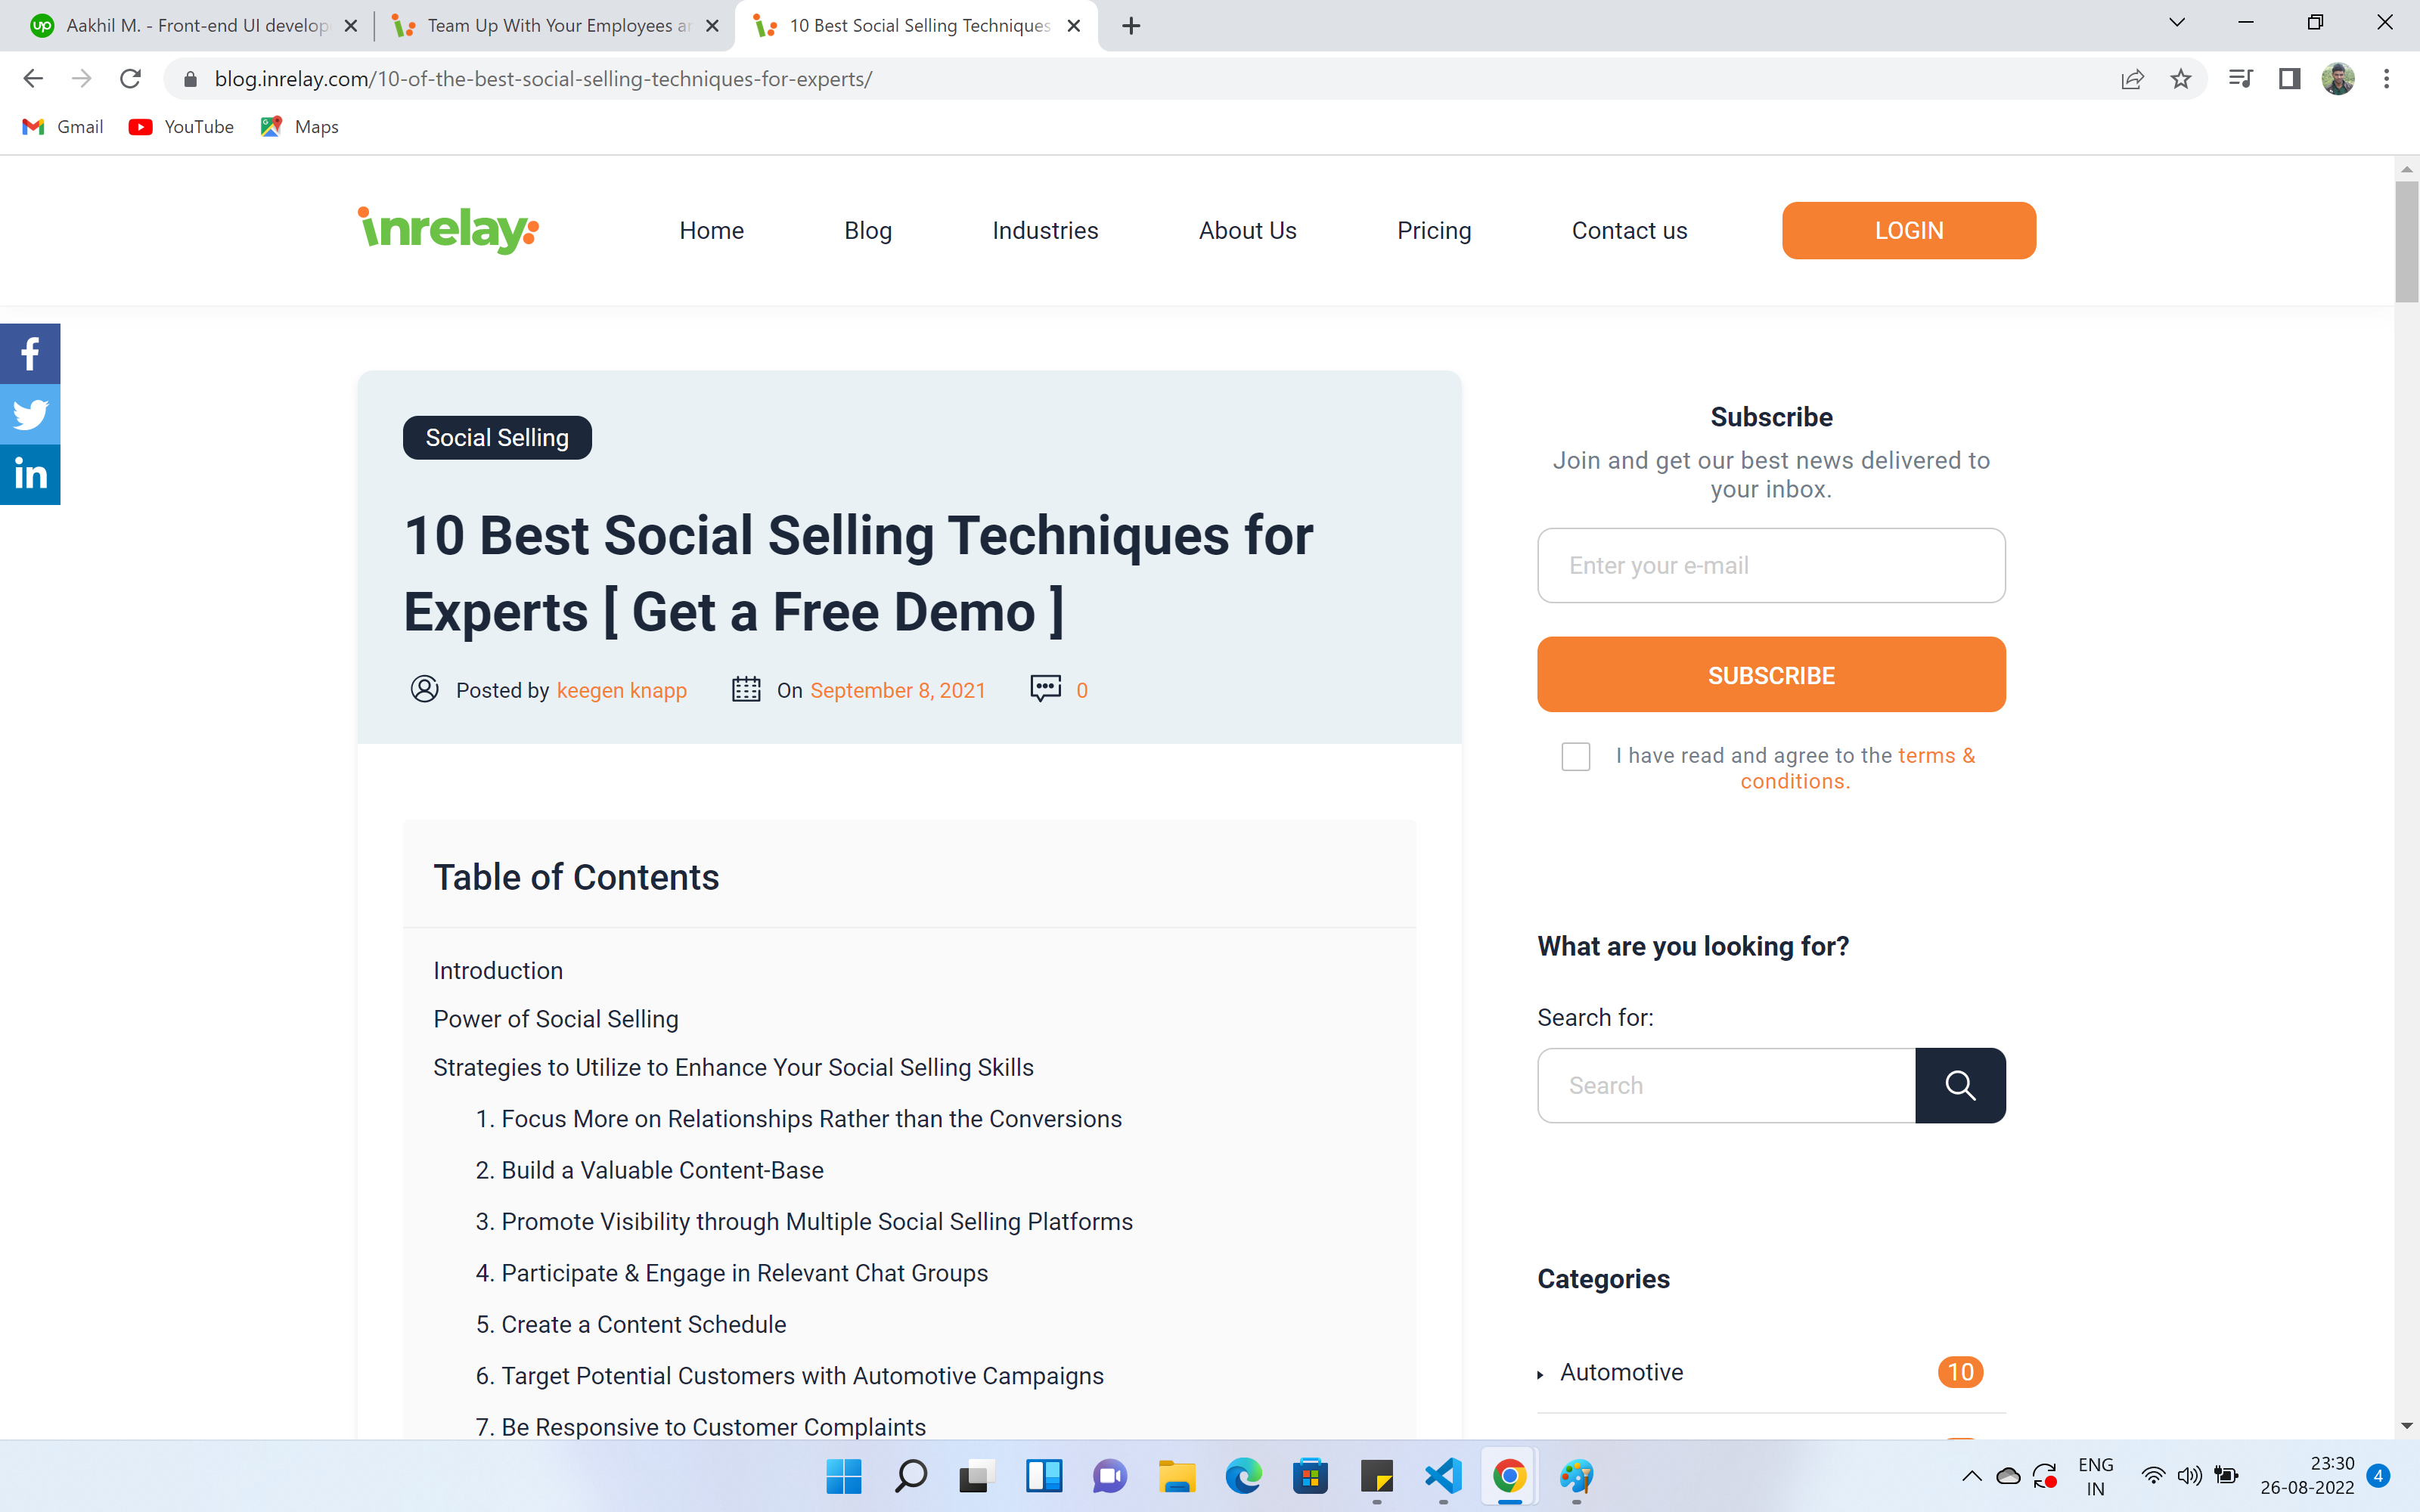 Aakhil M. - Front-end UI develop
Team Up With Your Employees ar
10 Best Social Selling Techniques
blog.inrelay.com/10-of-the-best-social-selling-techniques-for-experts/
Gmail
YouTube
Maps
inrelay
Home
Blog
Industries
About Us
Pricing
Contact us
LOGIN
Social Selling
10 Best Social Selling Techniques for
Experts [ Get a Free Demo ]
Posted by keegen knapp
On September 8, 2021
0
Table of Contents
Introduction
Power of Social Selling
Strategies to Utilize to Enhance Your Social Selling Skills
1. Focus More on Relationships Rather than the Conversions
2. Build a Valuable Content-Base
3. Promote Visibility through Multiple Social Selling Platforms
4. Participate & Engage in Relevant Chat Groups
5. Create a Content Schedule
6. Target Potential Customers with Automotive Campaigns
7. Be Responsive to Customer Complaints
Subscribe
Join and get our best news delivered to
your inbox.
Enter your e-mail
SUBSCRIBE
I have read and agree to the terms &
conditions.
What are you looking for?
Search for:
Search
Categories
Automotive
10
ENG
IN
23:30
26-08-2022
4